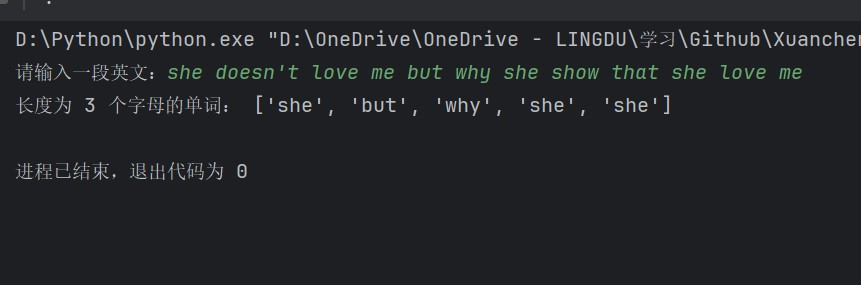 D:\Python\python.exe "D:\OneDrive\OneDrive - LINGDU\学习\Github\Xuanchen
请输入一段英文：she doesn't love me but why she show that she love me
长度为 3 个字母的单词： ['she', 'but', 'why', 'she', 'she']
进程已结束，退出代码为 0